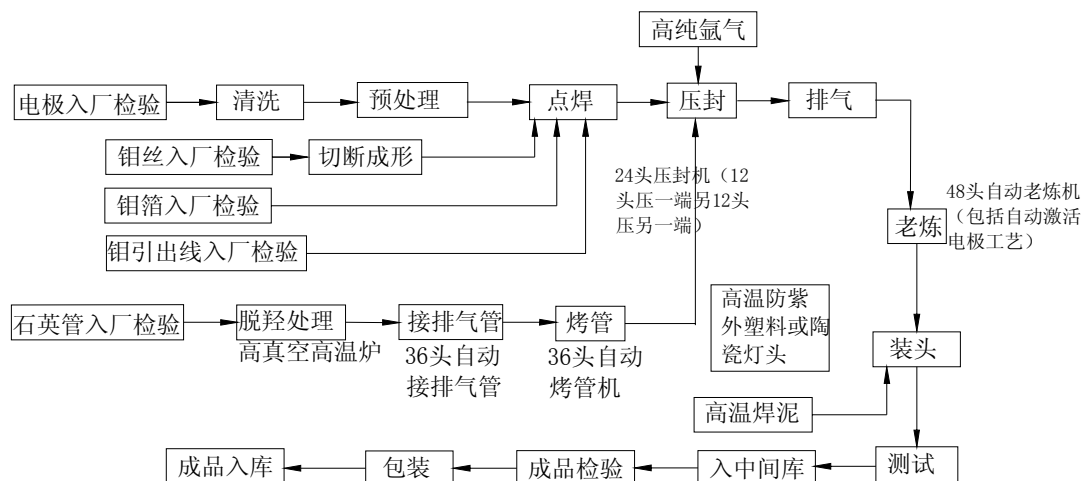 高纯氩气
电极入厂检验
清洗
预处理
点焊
压封
排气
钼丝入厂检验
切断成形
24头压封机（12
头压一端另12头
压另一端）
钼箔入厂检验
48头自动老炼机
（包括自动激活
电极工艺）
老炼
钼引出线入厂检验
石英管入厂检验
脱羟处理
高真空高温炉
接排气管
36头自动
接排气管
烤管
36头自动
烤管机
高温防紫
外塑料或陶
瓷灯头
装头
高温焊泥
成品入库
包装
成品检验
入中间库
测试